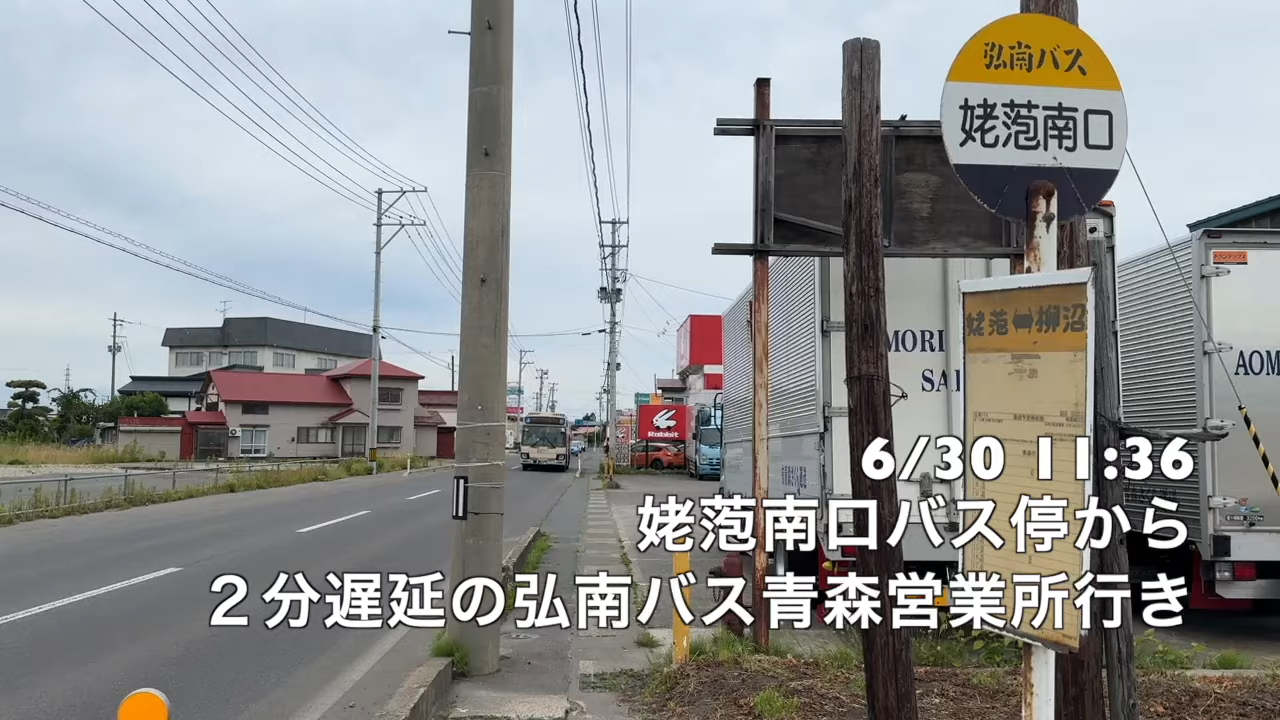 弘南バス
姥萢南口
姥萢⬌柳沼
Rabbit
AOM
6/30 11:36
姥萢南口バス停から
２分遅延の弘南バス青森営業所行き